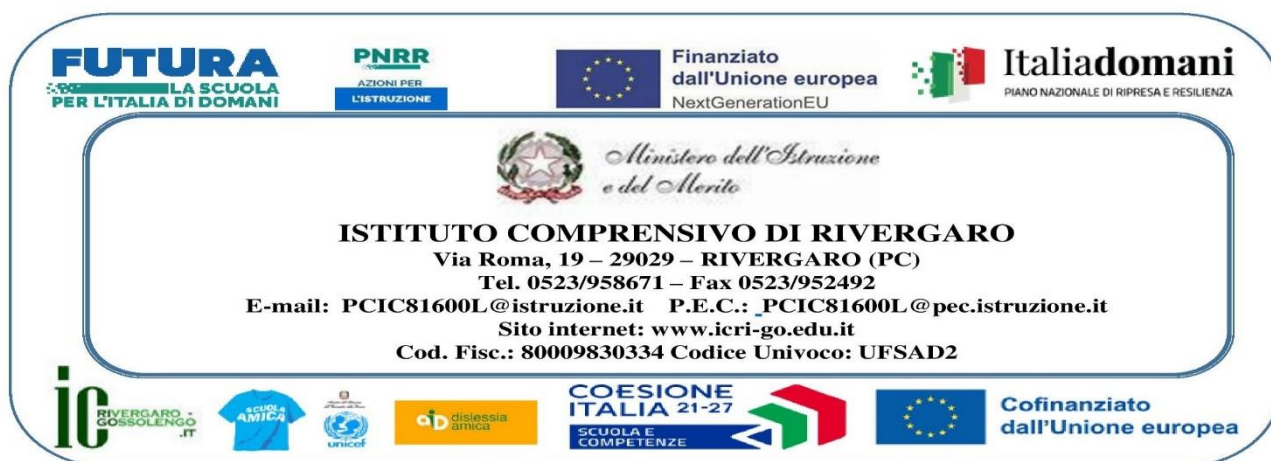 FUTURA
LA SCUOLA
PER L'ITALIA DI DOMANI
PNRR
AZIONI PER
L'ISTRUZIONE
Finanziato
dall'Unione europea
NextGenerationEU
Italiadomani
PIANO NAZIONALE DI RIPRESA E RESILIENZA
Ministero dell'Istruzione
e del Merito
ISTITUTO COMPRENSIVO DI RIVERGARO
Via Roma, 19 – 29029 – RIVERGARO (PC)
Tel. 0523/958671 – Fax 0523/952492
E-mail: PCIC81600L@istruzione.it P.E.C.: PCIC81600L@pec.istruzione.it
Sito internet: www.icri-go.edu.it
Cod. Fisc.: 80009830334 Codice Univoco: UFSAD2
ic
RIVERGARO -
GOSSOLENGO
.IT
SCUOLA
AMICA
unicef
aiD dislessia
amica
COESIONE
ITALIA 21-27
SCUOLA E
COMPETENZE
Cofinanziato
dall'Unione europea